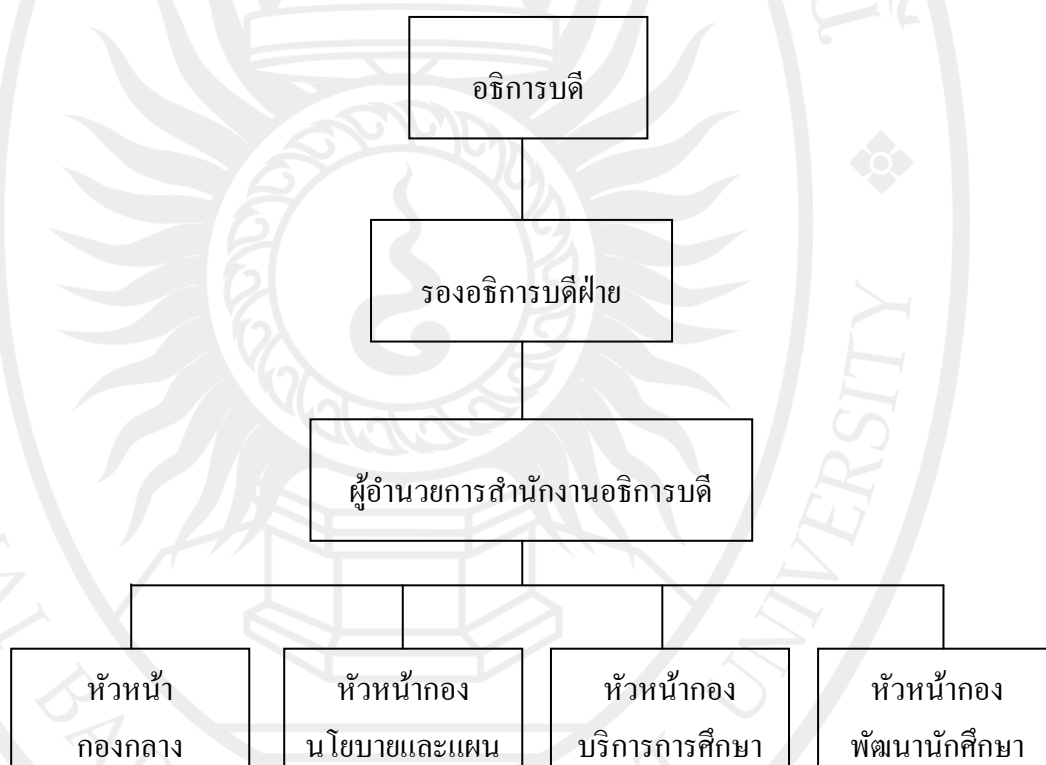 อธิการบดี
รองอธิการบดีฝ่าย
ผู้อำนวยการสำนักงานอธิการบดี
หัวหน้า
กองกลาง
หัวหน้ากอง
นโยบายและแผน
หัวหน้ากอง
บริการการศึกษา
หัวหน้ากอง
พัฒนานักศึกษา
UNIVERSITY